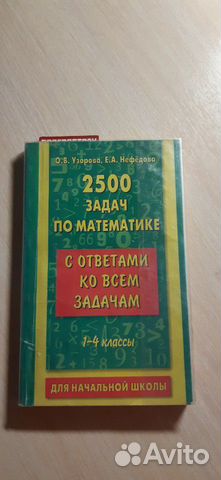 О.В. Узорова, Е.А. Нефёдова
2500
ЗАДАЧ
ПО МАТЕМАТИКЕ
С ОТВЕТАМИ
КО ВСЕМ
ЗАДАЧАМ
1-4 классы
ДЛЯ НАЧАЛЬНОЙ ШКОЛЫ
Avito